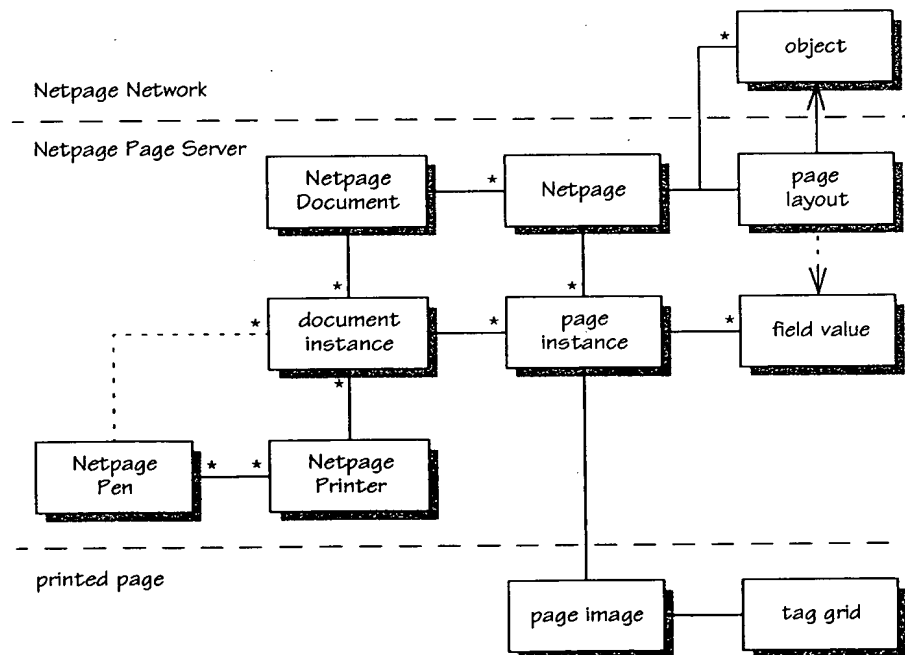 *
object
Netpage Network
Netpage Page Server
Netpage
Document
*
Netpage
page
layout
*
*
*
document
instance
*
page
instance
*
field value
*
Netpage
Pen
*
*
Netpage
Printer
printed page
page image
tag grid